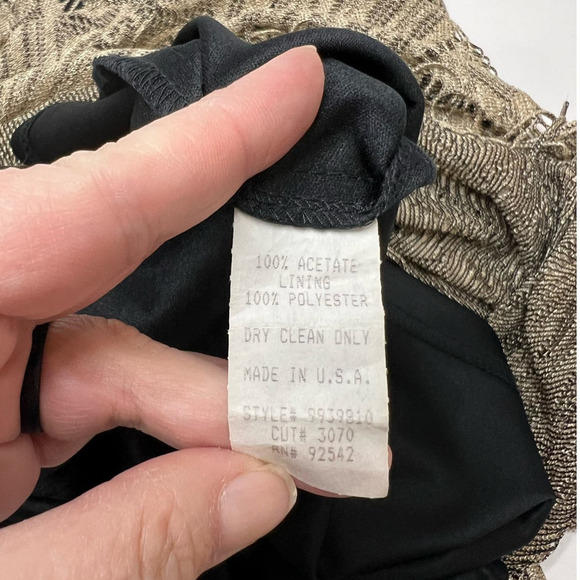 100% ACETATE
LINING
100% POLYESTER
DRY CLEAN ONLY
MADE IN U.S.A.
STYLE# 9939810
CUT# 3070
RN# 92542